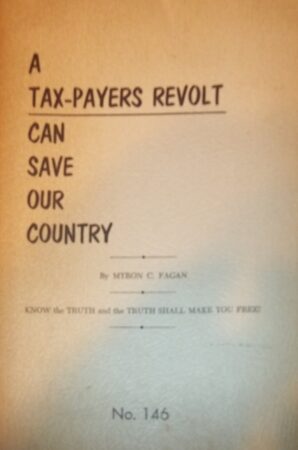 A
TAX-PAYERS REVOLT
CAN
SAVE
OUR
COUNTRY
By MYRON C. FAGAN
KNOW the TRUTH and the TRUTH SHALL MAKE YOU FREE!
No. 146